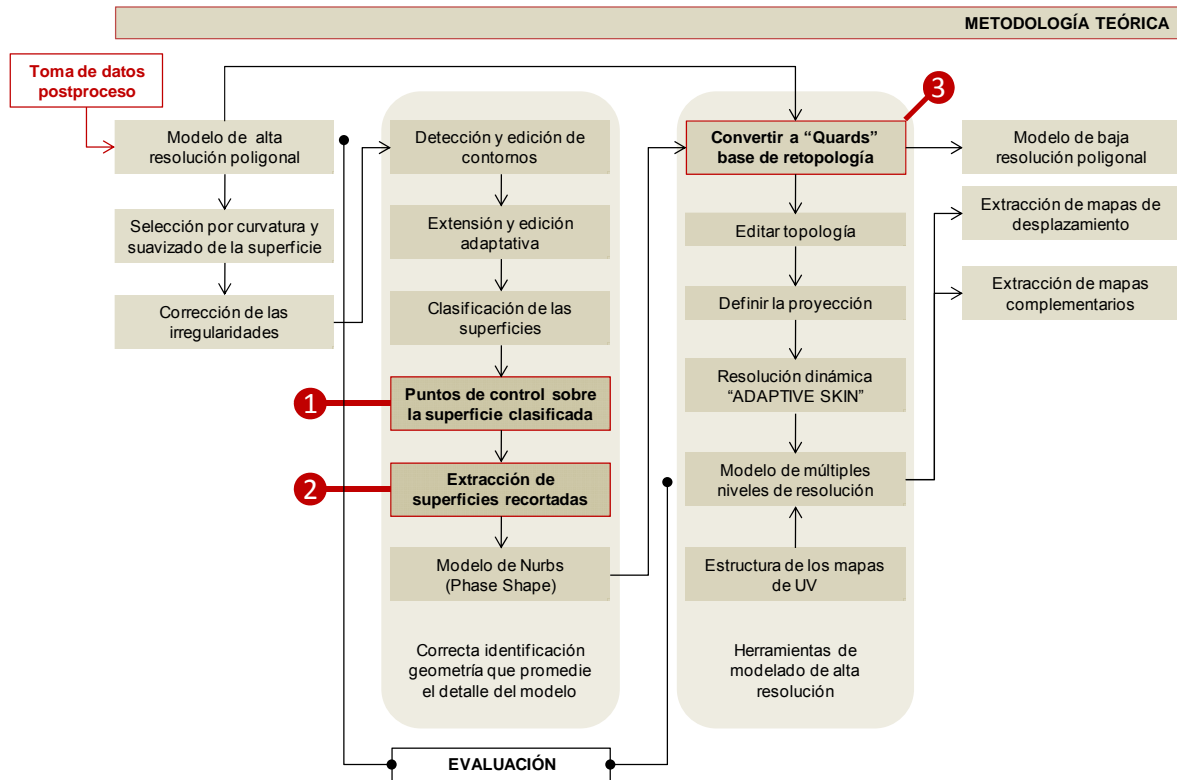 METODOLOGÍA TEÓRICA
Toma de datos
postproceso
Modelo de alta
resolución poligonal
Selección por curvatura y
suavizado de la superficie
Corrección de las
irregularidades
Detección y edición de
contornos
Extensión y edición
adaptativa
Clasificación de las
superficies
1
Puntos de control sobre
la superficie clasificada
2
Extracción de
superficies recortadas
Modelo de Nurbs
(Phase Shape)
Correcta identificación
geometría que promedie
el detalle del modelo
3
Convertir a “Quards”
base de retopología
Editar topología
Definir la proyección
Resolución dinámica
“ADAPTIVE SKIN”
Modelo de múltiples
niveles de resolución
Estructura de los mapas
de UV
Herramientas de
modelado de alta
resolución
Modelo de baja
resolución poligonal
Extracción de mapas de
desplazamiento
Extracción de mapas
complementarios
EVALUACIÓN